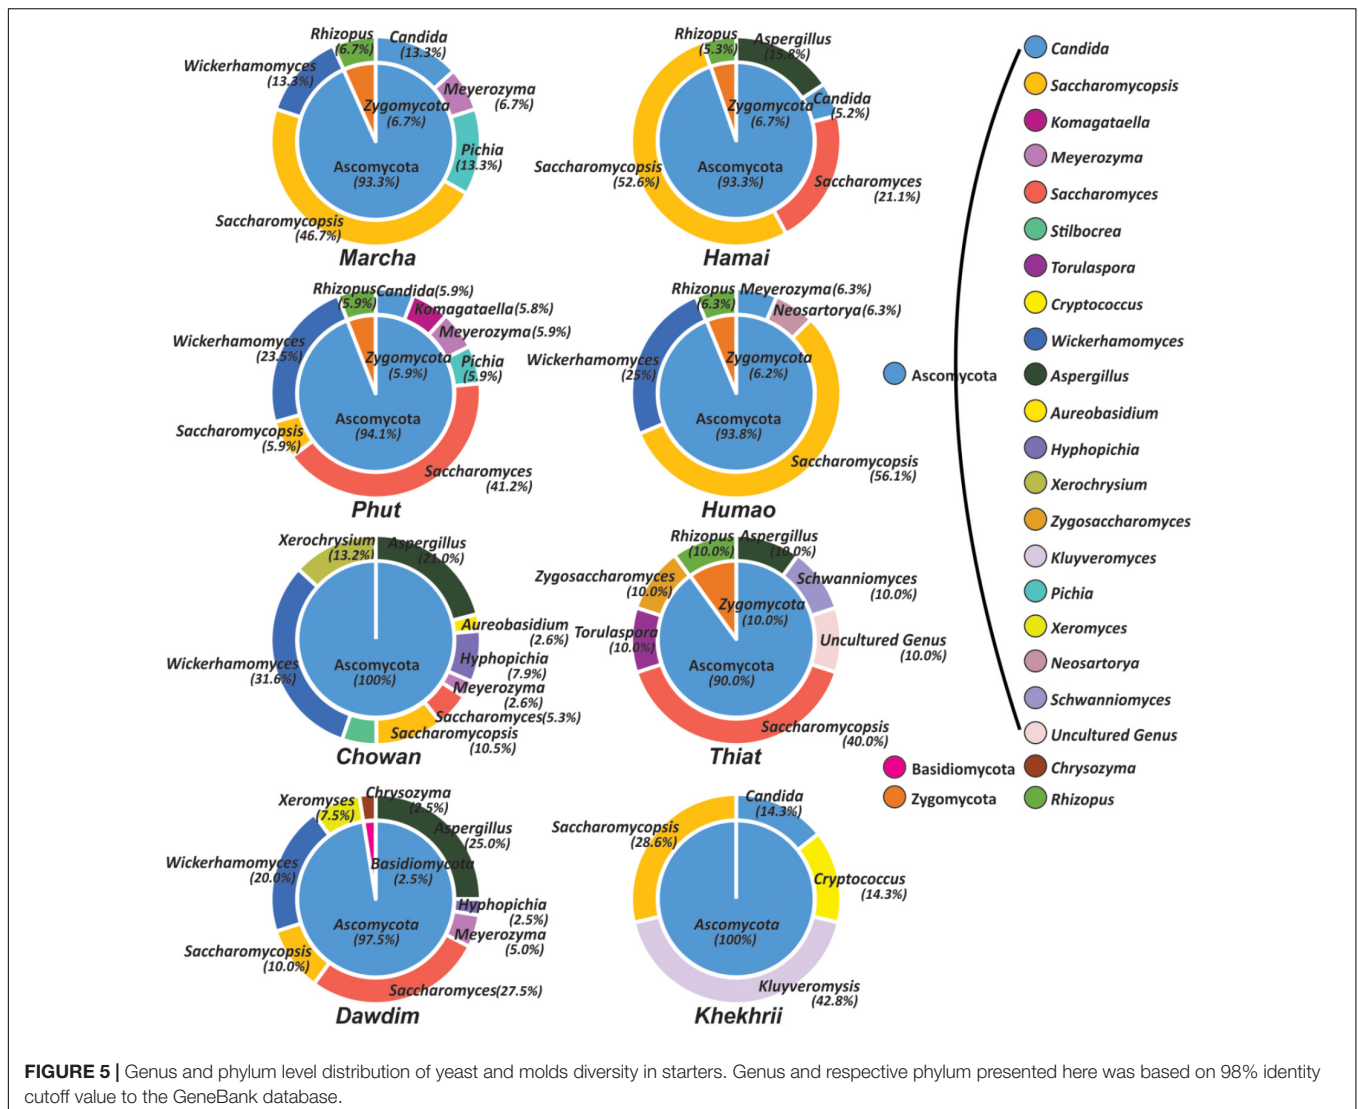 Rhizopus
(6.7%)
Candida
(13.3%)
Wickerhamomyces
(13.3%)
Meyerozyma
(6.7%)
Zygomycota
(6.7%)
Pichia
(13.3%)
Ascomycota
(93.3%)
Saccharomycopsis
(46.7%)
Marcha
Rhizopus
(5.3%)
Aspergillus
(15.8%)
Zygomycota
(6.7%)
Candida
(5.2%)
Saccharomycopsis
(52.6%)
Ascomycota
(93.3%)
Saccharomyces
(21.1%)
Hamai
Rhizopus
(5.9%)
Candida(5.9%)
Komagataella(5.8%)
Meyerozyma(5.9%)
Wickerhamomyces
(23.5%)
Zygomycota
(5.9%)
Pichia
(5.9%)
Ascomycota
(94.1%)
Saccharomycopsis
(5.9%)
Saccharomyces
(41.2%)
Phut
Rhizopus
(6.3%)
Meyerozyma(6.3%)
Neosartorya(6.3%)
Wickerhamomyces
(25%)
Zygomycota
(6.2%)
Ascomycota
(93.8%)
Saccharomycopsis
(56.1%)
Humao
Xerochrysium
(13.2%)
Aspergillus
(21.0%)
Aureobasidium
(2.6%)
Hyphopichia
(7.9%)
Wickerhamomyces
(31.6%)
Ascomycota
(100%)
Meyerozyma
(2.6%)
Saccharomyces(5.3%)
Saccharomycopsis
(10.5%)
Chowan
Rhizopus
(10.0%)
Aspergillus
(10.0%)
Zygosaccharomyces
(10.0%)
Schwanniomyces
(10.0%)
Zygomycota
(10.0%)
Torulaspora
(10.0%)
Uncultured Genus
(10.0%)
Ascomycota
(90.0%)
Saccharomycopsis
(40.0%)
Thiat
Xeromyses
(7.5%)
Chrysozyma
(2.5%)
Aspergillus
(25.0%)
Wickerhamomyces
(20.0%)
Basidiomycota
(2.5%)
Hyphopichia
(2.5%)
Ascomycota
(97.5%)
Meyerozyma
(5.0%)
Saccharomycopsis
(10.0%)
Saccharomyces(27.5%)
Dawdim
Candida
(14.3%)
Saccharomycopsis
(28.6%)
Cryptococcus
(14.3%)
Ascomycota
(100%)
Kluyveromysis
(42.8%)
Khekhrii
Ascomycota
Basidiomycota
Zygomycota
Candida
Saccharomycopsis
Komagataella
Meyerozyma
Saccharomyces
Stilbocrea
Torulaspora
Cryptococcus
Wickerhamomyces
Aspergillus
Aureobasidium
Hyphopichia
Xerochrysium
Zygosaccharomyces
Kluyveromyces
Pichia
Xeromyces
Neosartorya
Schwanniomyces
Uncultured Genus
Chrysozyma
Rhizopus
FIGURE 5 | Genus and phylum level distribution of yeast and molds diversity in starters. Genus and respective phylum presented here was based on 98% identity
cutoff value to the GeneBank database.